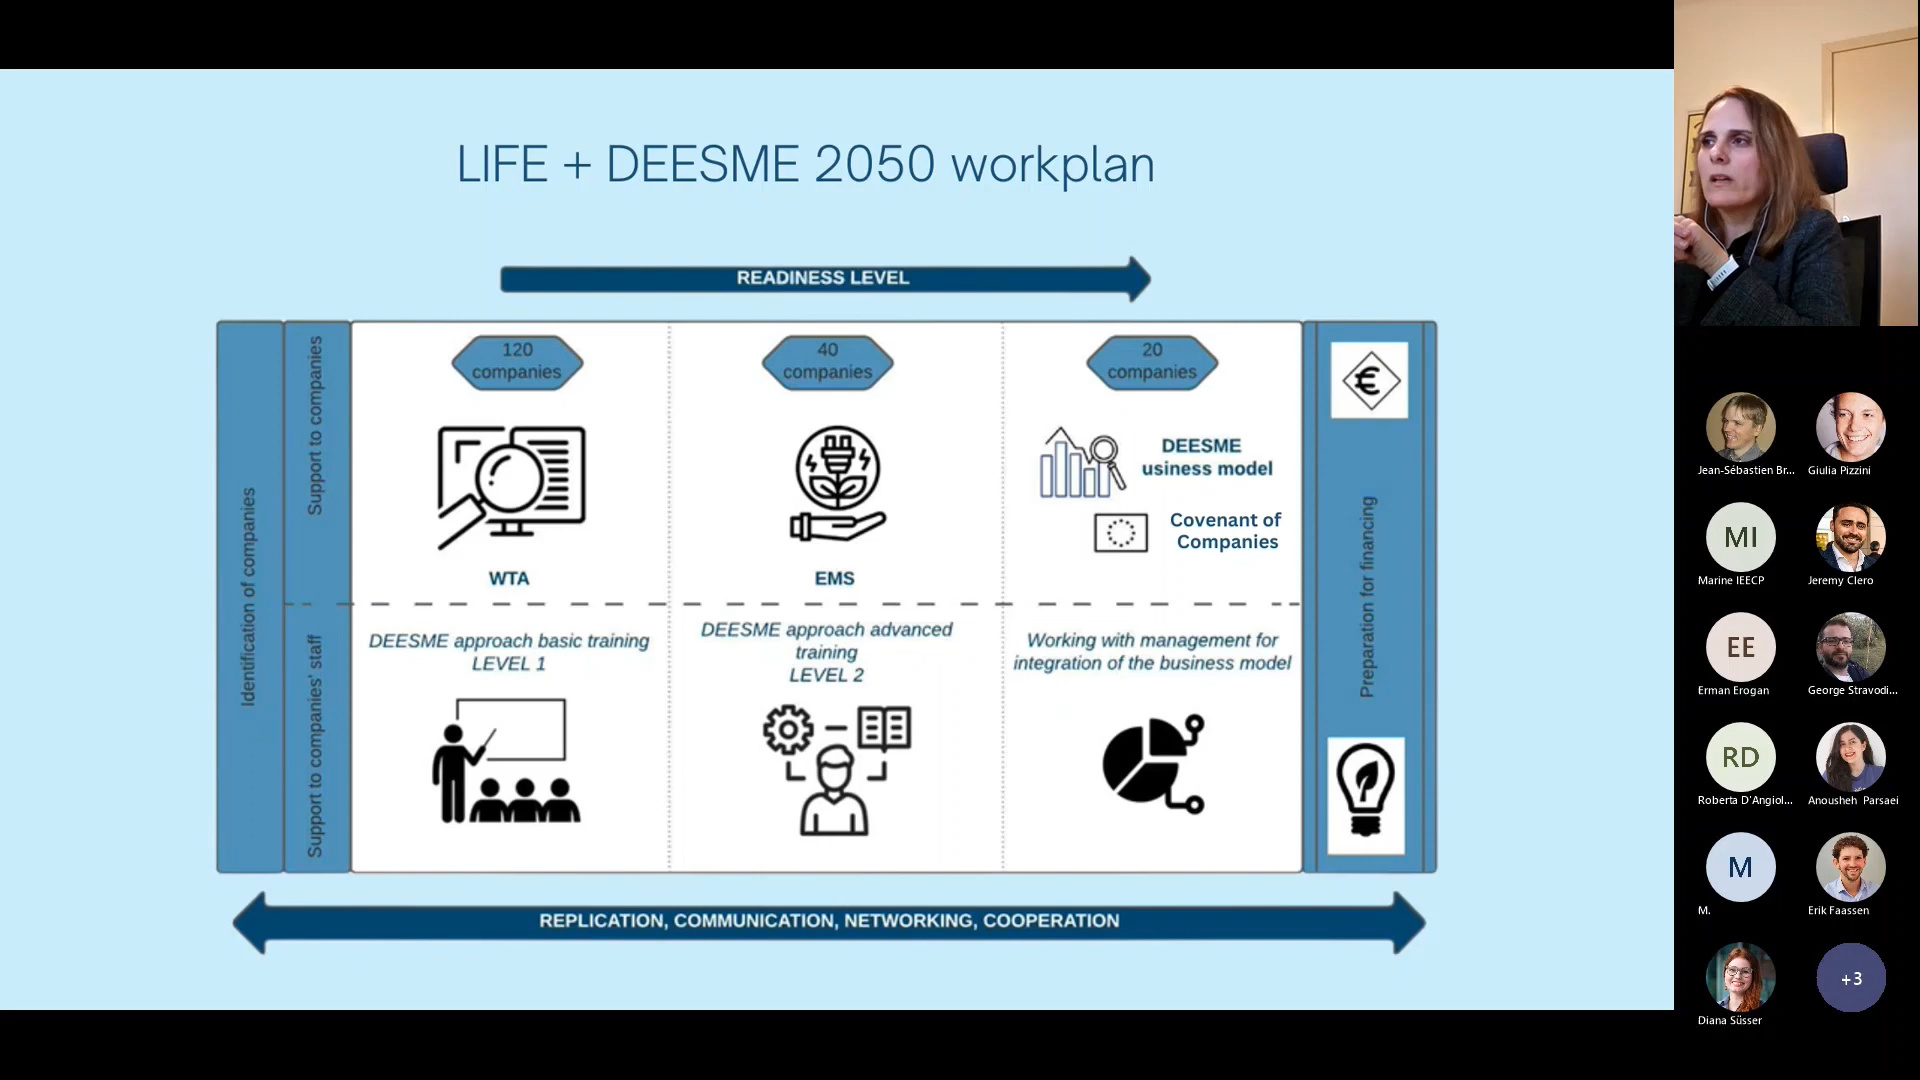 LIFE + DEESME 2050 workplan
READINESS LEVEL
Identification of companies
Support to companies
Support to companies' staff
120
companies
40
companies
20
companies
WTA
EMS
DEESME
usiness model
Covenant of
Companies
DEESME approach basic training
LEVEL 1
DEESME approach advanced
training
LEVEL 2
Working with management for
integration of the business model
€
Preparation for financing
REPLICATION, COMMUNICATION, NETWORKING, COOPERATION
Jean-Sébastien Br...
Giulia Pizzini
MI
Marine IEECP
Jeremy Clero
EE
Erman Erogan
George Stravodi...
RD
Roberta D'Angiol...
Anousheh Parsaei
M
M.
Erik Faassen
Diana Süsser
+3